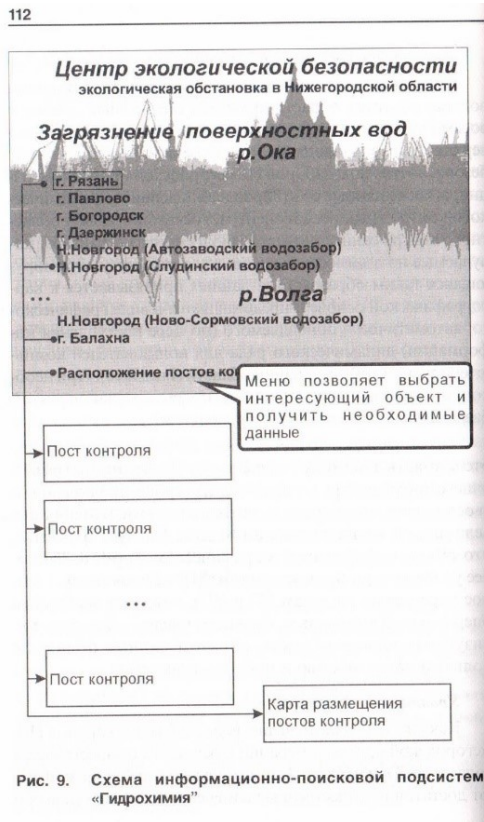 112
Центр экологической безопасности
экологическая обстановка в Нижегородской области
Загрязнение поверхностных вод
р.Ока
г. Рязань
г. Павлово
г. Богородск
г. Дзержинск
Н.Новгород (Автозаводский водозабор)
Н.Новгород (Слудинский водозабор)
...
р.Волга
Н.Новгород (Ново-Сормовский водозабор)
г. Балахна
Расположение постов ко
Меню позволяет выбрать
интересующий объект и
получить необходимые
данные
Пост контроля
Пост контроля
...
Пост контроля
Карта размещения
постов контроля
Рис. 9. Схема информационно-поисковой подсистем
«Гидрохимия"